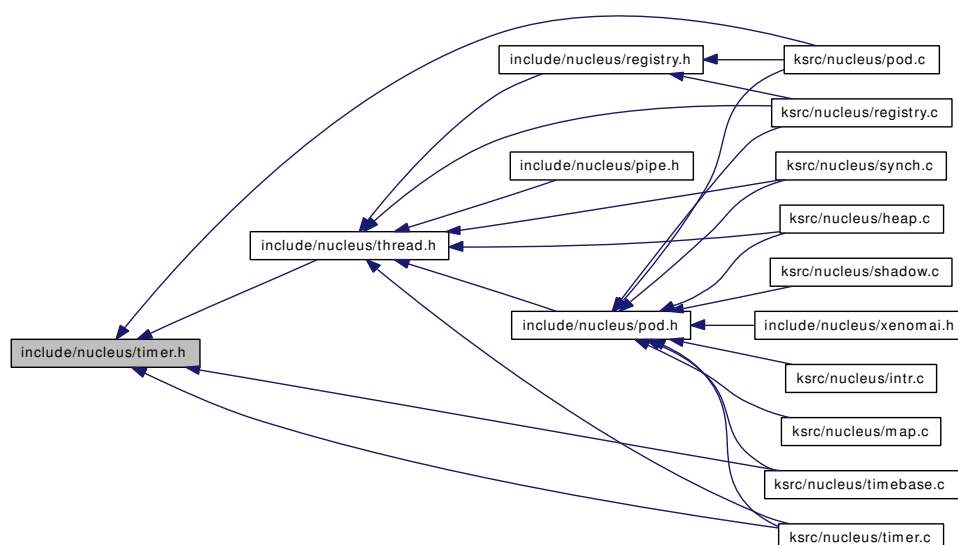 include/nucleus/timer.h
include/nucleus/thread.h
include/nucleus/registry.h
include/nucleus/pipe.h
include/nucleus/pod.h
ksrc/nucleus/pod.c
ksrc/nucleus/registry.c
ksrc/nucleus/synch.c
ksrc/nucleus/heap.c
ksrc/nucleus/shadow.c
include/nucleus/xenomai.h
ksrc/nucleus/intr.c
ksrc/nucleus/map.c
ksrc/nucleus/timebase.c
ksrc/nucleus/timer.c